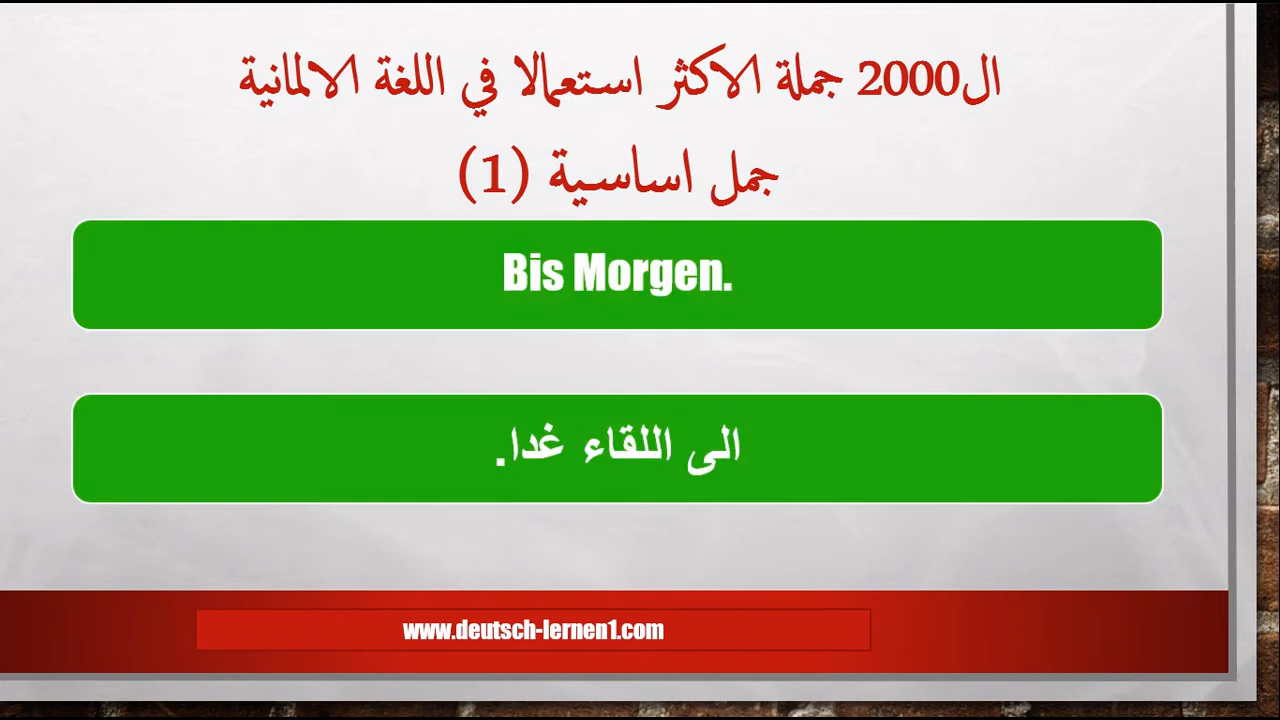 ال2000 جملة الاكثر استعمالا في اللغة الالمانية
جمل اساسية (1)
Bis Morgen.
الى اللقاء غدا.
www.deutsch-lernen1.com